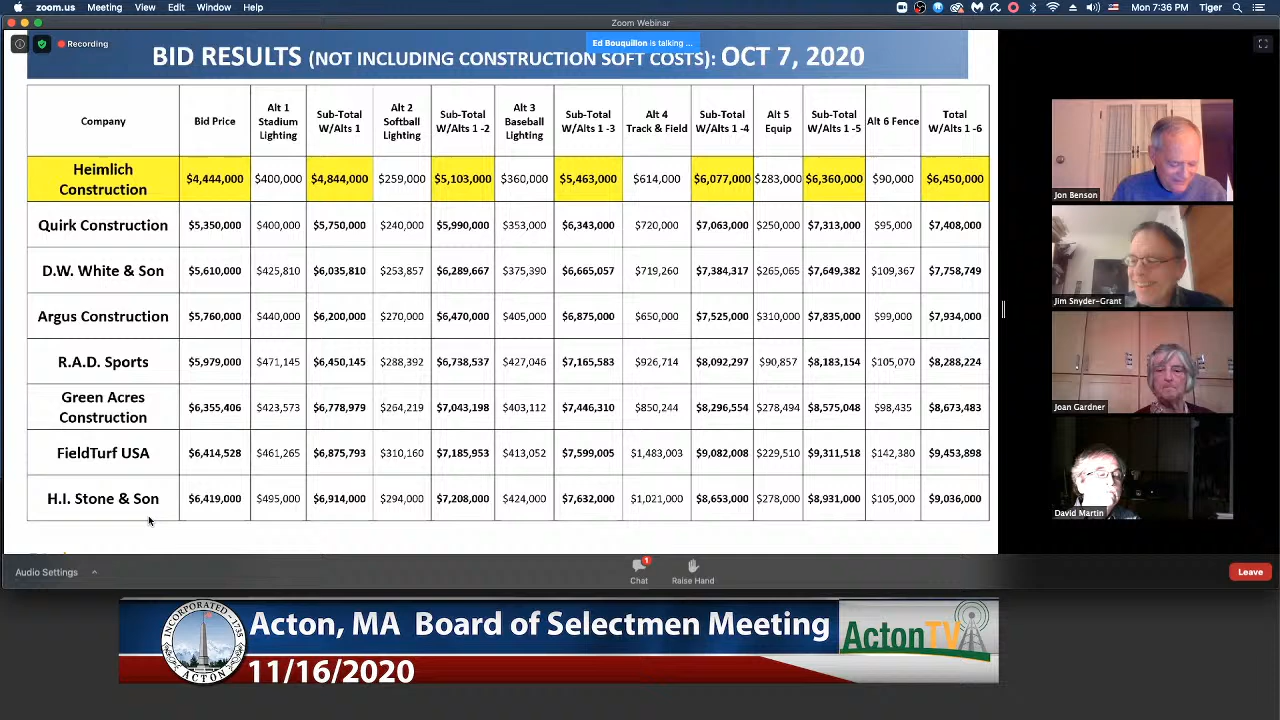 zoom.us Meeting View Edit Window Help
Mon 7:36 PM Tiger
Zoom Webinar
Recording
Ed Bouquillon is talking ...
BID RESULTS (NOT INCLUDING CONSTRUCTION SOFT COSTS): OCT 7, 2020
Company Bid Price Alt 1 Stadium Lighting Sub-Total W/Alts 1 Alt 2 Softball Lighting Sub-Total W/Alts 1 -2 Alt 3 Baseball Lighting Sub-Total W/Alts 1 -3 Alt 4 Track & Field Sub-Total W/Alts 1 -4 Alt 5 Equip Sub-Total W/Alts 1 -5 Alt 6 Fence Total W/Alts 1 -6
Heimlich Construction $4,444,000 $400,000 $4,844,000 $259,000 $5,103,000 $360,000 $5,463,000 $614,000 $6,077,000 $283,000 $6,360,000 $90,000 $6,450,000
Quirk Construction $5,350,000 $400,000 $5,750,000 $240,000 $5,990,000 $353,000 $6,343,000 $720,000 $7,063,000 $250,000 $7,313,000 $95,000 $7,408,000
D.W. White & Son $5,610,000 $425,810 $6,035,810 $253,857 $6,289,667 $375,390 $6,665,057 $719,260 $7,384,317 $265,065 $7,649,382 $109,367 $7,758,749
Argus Construction $5,760,000 $440,000 $6,200,000 $270,000 $6,470,000 $405,000 $6,875,000 $650,000 $7,525,000 $310,000 $7,835,000 $99,000 $7,934,000
R.A.D. Sports $5,979,000 $471,145 $6,450,145 $288,392 $6,738,537 $427,046 $7,165,583 $926,714 $8,092,297 $90,857 $8,183,154 $105,070 $8,288,224
Green Acres Construction $6,355,406 $423,573 $6,778,979 $264,219 $7,043,198 $403,112 $7,446,310 $850,244 $8,296,554 $278,494 $8,575,048 $98,435 $8,673,483
FieldTurf USA $6,414,528 $461,265 $6,875,793 $310,160 $7,185,953 $413,052 $7,599,005 $1,483,003 $9,082,008 $229,510 $9,311,518 $142,380 $9,453,898
H.I. Stone & Son $6,419,000 $495,000 $6,914,000 $294,000 $7,208,000 $424,000 $7,632,000 $1,021,000 $8,653,000 $278,000 $8,931,000 $105,000 $9,036,000
Jon Benson
Jim Snyder-Grant
Joan Gardner
David Martin
Audio Settings
1
Chat
Raise Hand
Leave
INCORPORATED - 1735
ACTON
Acton, MA Board of Selectmen Meeting
ActonTV
11/16/2020